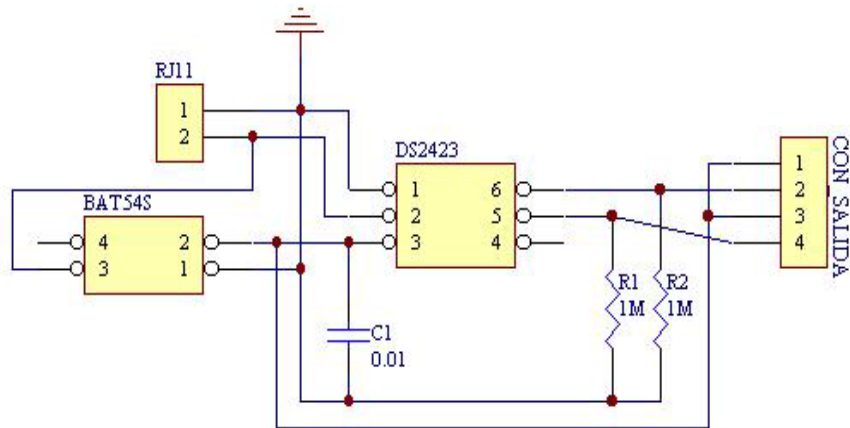 RJ11
1
2
DS2423
1 6
2 5
3 4
BAT54S
4 2
3 1
CON SALIDA
1
2
3
4
R1
1M
R2
1M
C1
0.01